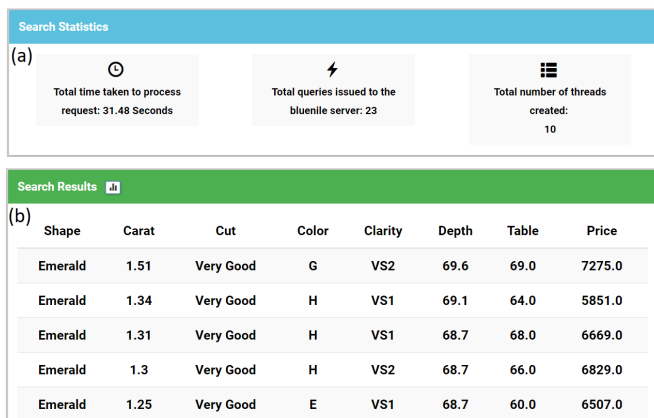 Search Statistics
(a)
Total time taken to process
request: 31.48 Seconds
Total queries issued to the
bluenile server: 23
Total number of threads
created:
10
Search Results
(b)
Shape Carat Cut Color Clarity Depth Table Price
Emerald 1.51 Very Good G VS2 69.6 69.0 7275.0
Emerald 1.34 Very Good H VS1 69.1 64.0 5851.0
Emerald 1.31 Very Good H VS1 68.7 68.0 6669.0
Emerald 1.3 Very Good H VS2 68.7 66.0 6829.0
Emerald 1.25 Very Good E VS1 68.7 60.0 6507.0